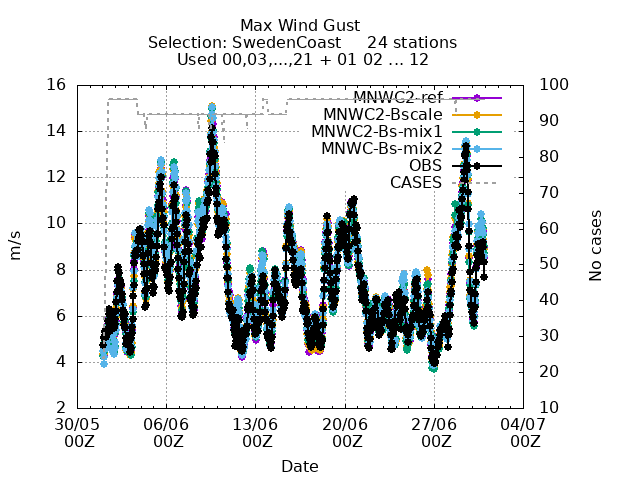 Max Wind Gust
Selection: SwedenCoast     24 stations
Used 00,03,...,21 + 01 02 ... 12
16
14
12
10
8
6
4
2
m/s
100
90
80
70
60
50
40
30
20
10
No cases
MNWC2-ref
MNWC2-Bscale
MNWC2-Bs-mix1
MNWC-Bs-mix2
OBS
CASES
30/05 06/06 13/06 20/06 27/06 04/07
00Z 00Z 00Z 00Z 00Z 00Z
Date